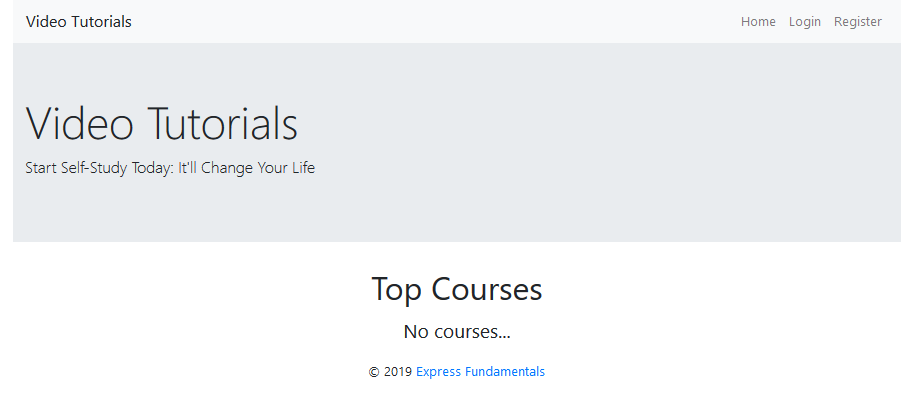 Video Tutorials Home Login Register
Video Tutorials
Start Self-Study Today: It'll Change Your Life
Top Courses
No courses...
© 2019 Express Fundamentals